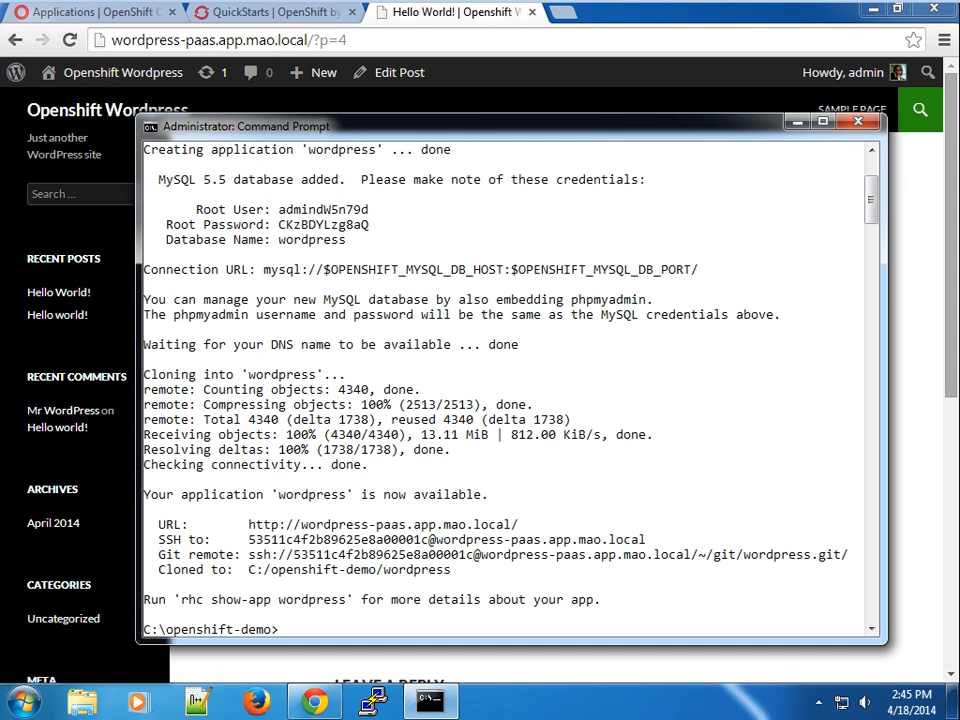 Applications | OpenShift
QuickStarts | OpenShift by
Hello World! | Openshift W
wordpress-paas.app.mao.local/?p=4
Openshift Wordpress
1
0
New
Edit Post
Howdy, admin
Openshift Wordpress
SAMPLE PAGE
Just another
WordPress site
Search ...
RECENT POSTS
Hello World!
Hello world!
RECENT COMMENTS
Mr WordPress on
Hello world!
ARCHIVES
April 2014
CATEGORIES
Uncategorized
META
Administrator: Command Prompt
Creating application 'wordpress' ... done
MySQL 5.5 database added.  Please make note of these credentials:
Root User: admindW5n79d
Root Password: CKzBDYLzg8aQ
Database Name: wordpress
Connection URL: mysql://$OPENSHIFT_MYSQL_DB_HOST:$OPENSHIFT_MYSQL_DB_PORT/
You can manage your new MySQL database by also embedding phpmyadmin.
The phpmyadmin username and password will be the same as the MySQL credentials above.
Waiting for your DNS name to be available ... done
Cloning into 'wordpress'...
remote: Counting objects: 4340, done.
remote: Compressing objects: 100% (2513/2513), done.
remote: Total 4340 (delta 1738), reused 4340 (delta 1738)
Receiving objects: 100% (4340/4340), 13.11 MiB | 812.00 KiB/s, done.
Resolving deltas: 100% (1738/1738), done.
Checking connectivity... done.
Your application 'wordpress' is now available.
URL: http://wordpress-paas.app.mao.local/
SSH to: 53511c4f2b89625e8a00001c@wordpress-paas.app.mao.local
Git remote: ssh://53511c4f2b89625e8a00001c@wordpress-paas.app.mao.local/~/git/wordpress.git/
Cloned to: C:/openshift-demo/wordpress
Run 'rhc show-app wordpress' for more details about your app.
C:\openshift-demo>
LEAVE A REPLY
2:45 PM
4/18/2014